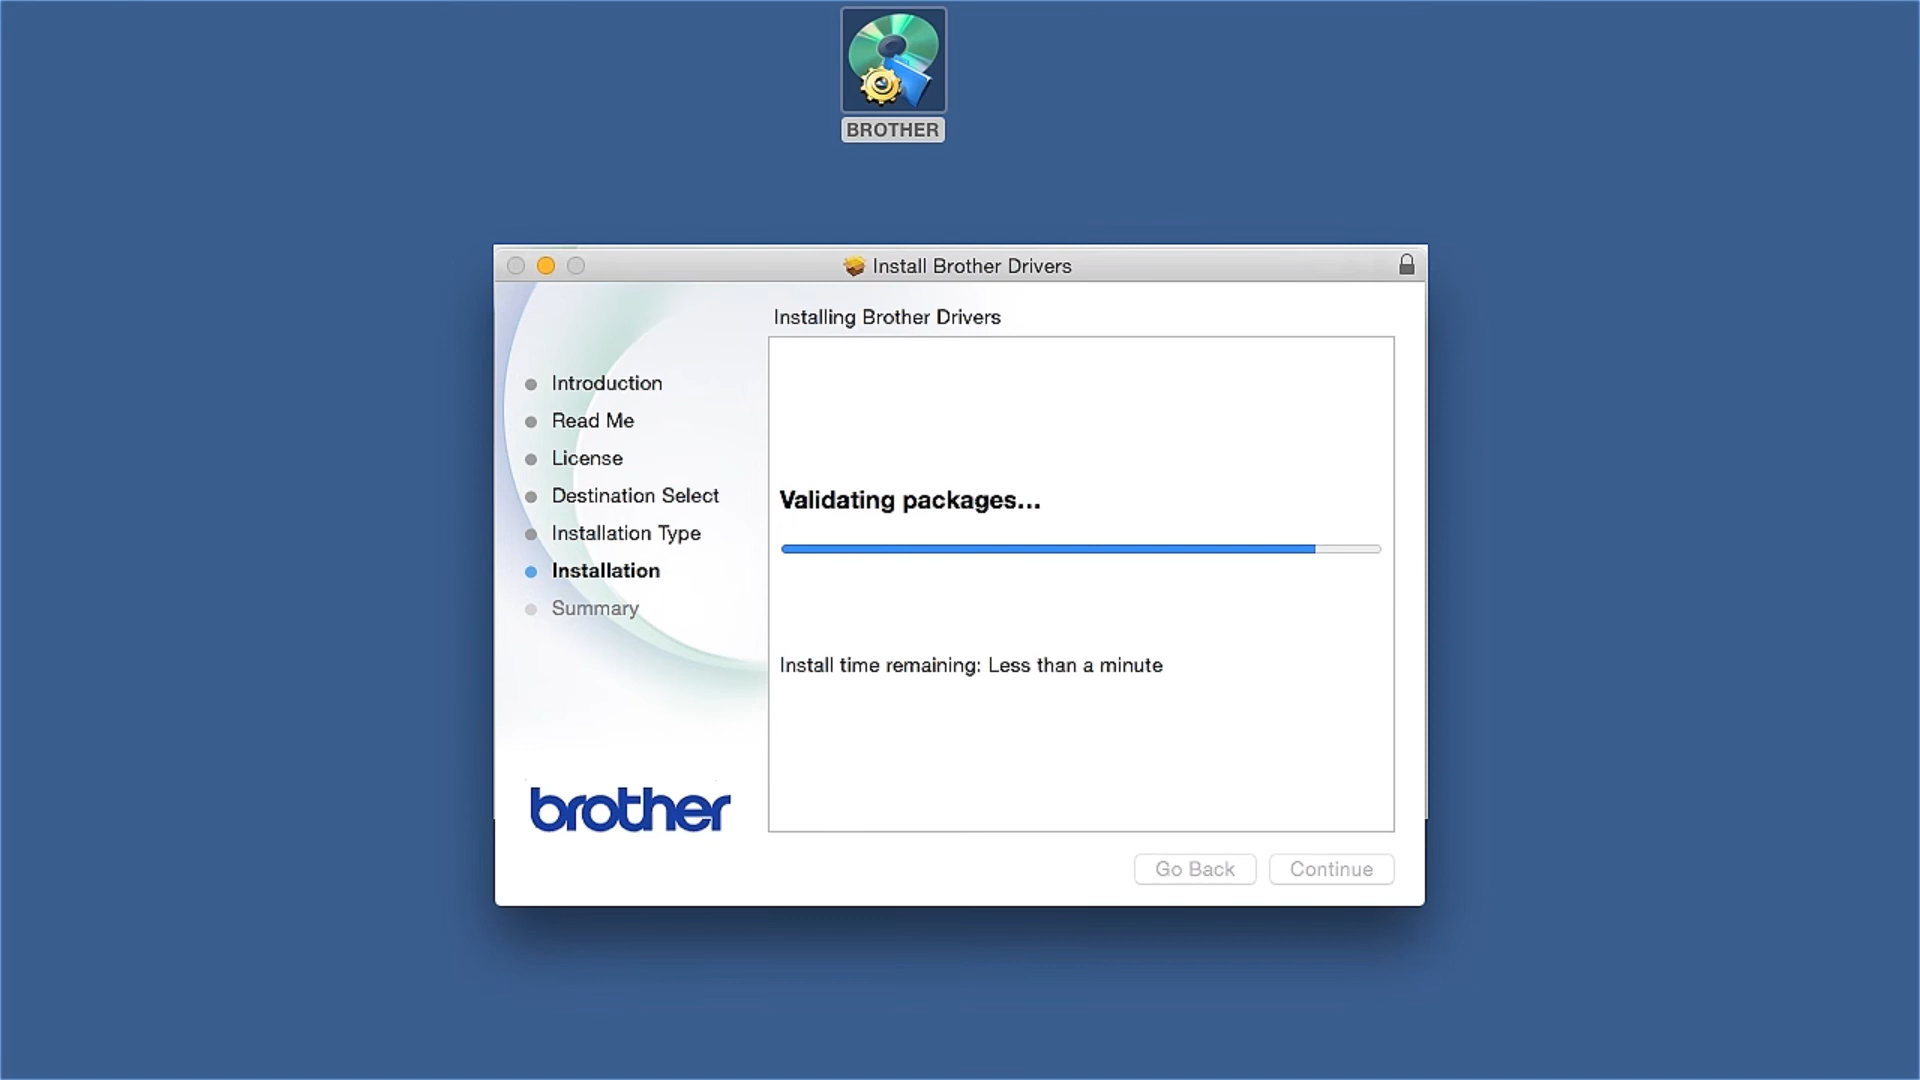 BROTHER
Install Brother Drivers
Installing Brother Drivers
Introduction
Read Me
License
Destination Select
Installation Type
Installation
Summary
Validating packages...
Install time remaining: Less than a minute
brother
Go Back
Continue